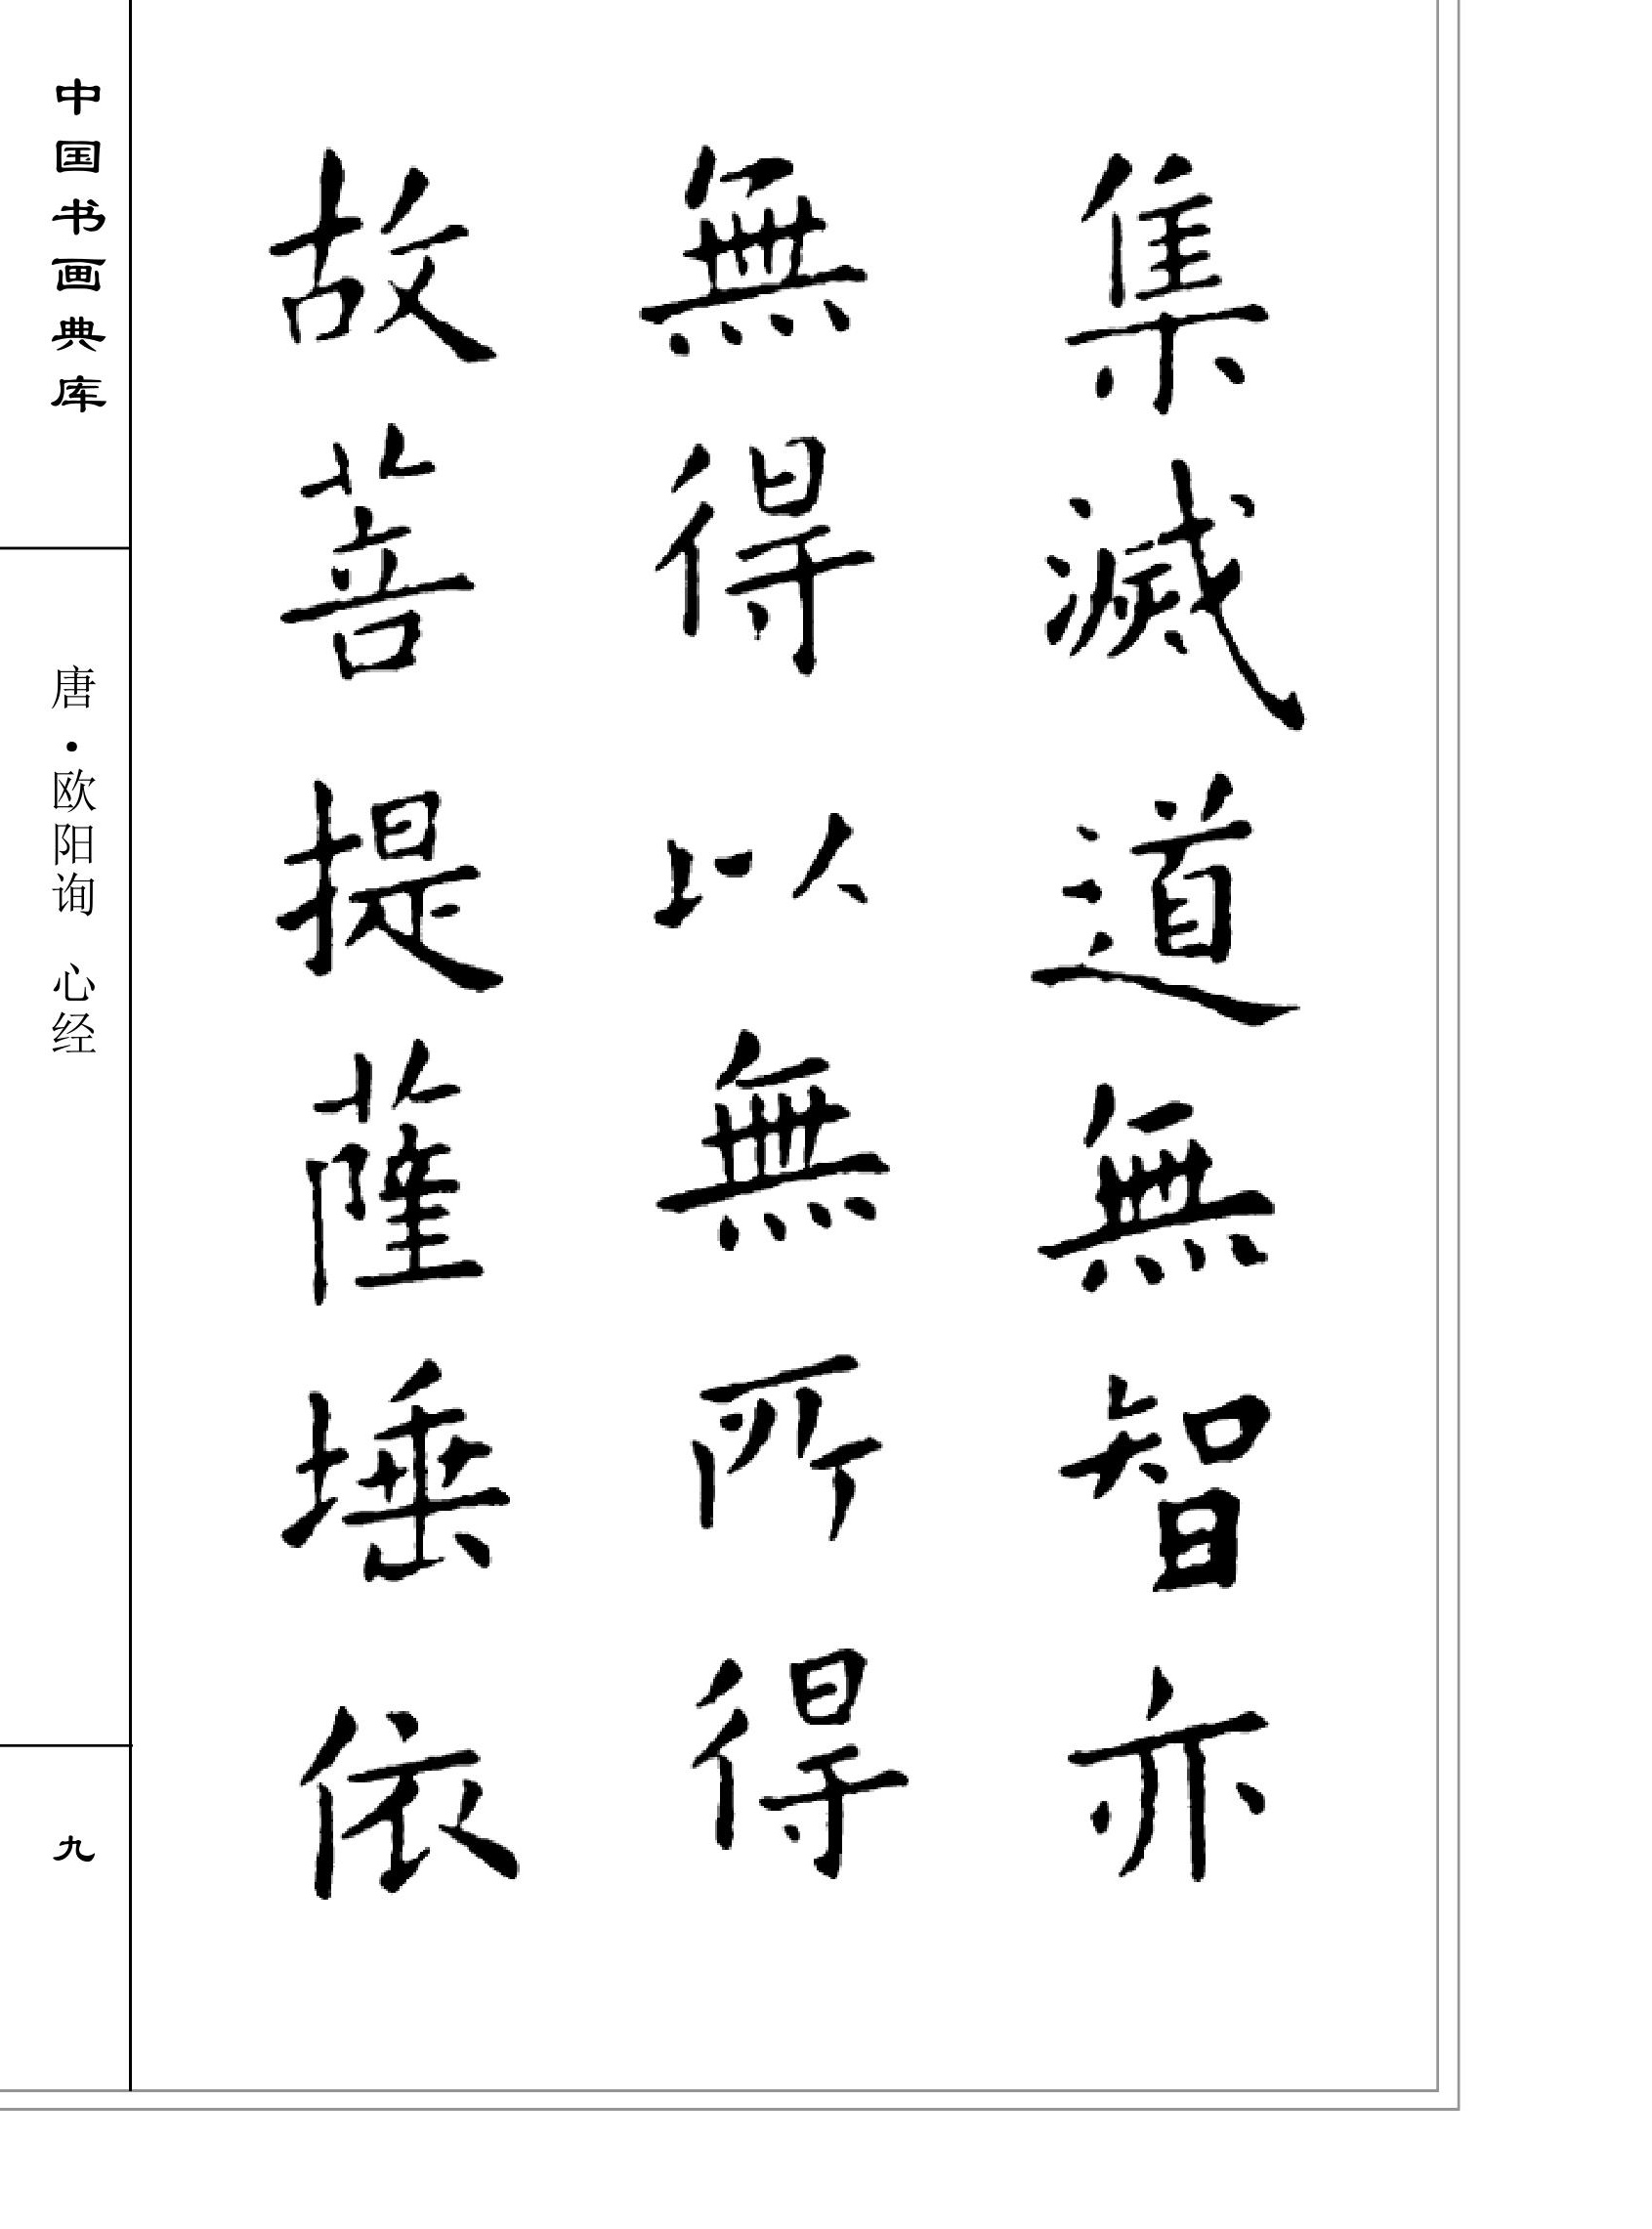 集滅道無智亦
無得以無所得
故菩提薩埵依
中国书画典库
唐·欧阳询 心经
九